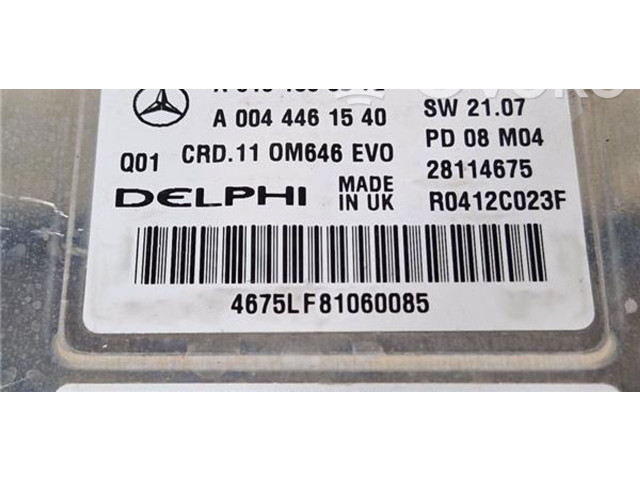 A 004 446 15 40
SW 21.07
PD 08 M04
Q01 CRD.11 OM646 EVO
28114675
DELPHI MADE IN UK R0412C023F
4675LF81060085